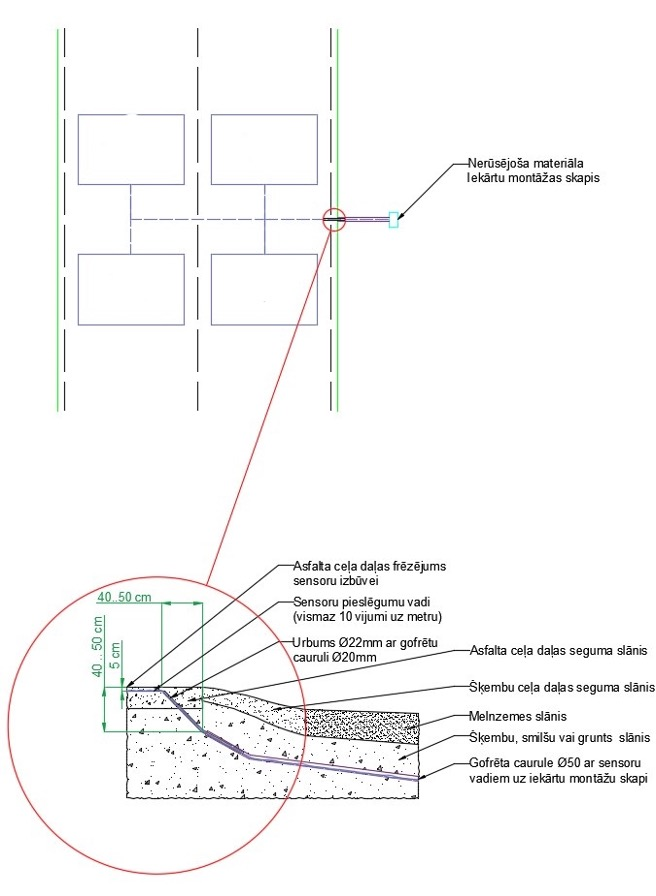 Nerūsējoša materiāla
Iekārtu montāžas skapis
Asfalta ceļa daļas frēzējums
sensoru izbūvei
40..50 cm
Sensoru pieslēgumu vadi
(vismaz 10 vijumi uz metru)
40 .. 50 cm
5 cm
Urbums Ø22mm ar gofrētu
cauruli Ø20mm
Asfalta ceļa daļas seguma slānis
Šķembu ceļa daļas seguma slānis
Melnzemes slānis
Šķembu, smilšu vai grunts slānis
Gofrēta caurule Ø50 ar sensoru
vadiem uz iekārtu montāžu skapi